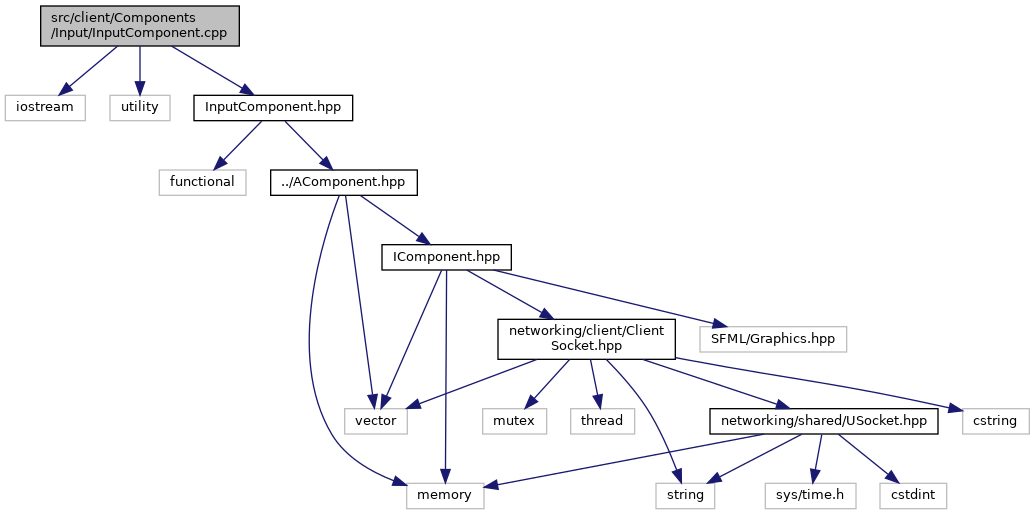 src/client/Components
/Input/InputComponent.cpp
iostream
utility
InputComponent.hpp
functional
../AComponent.hpp
IComponent.hpp
networking/client/Client
Socket.hpp
SFML/Graphics.hpp
vector
mutex
thread
networking/shared/USocket.hpp
cstring
memory
string
sys/time.h
cstdint